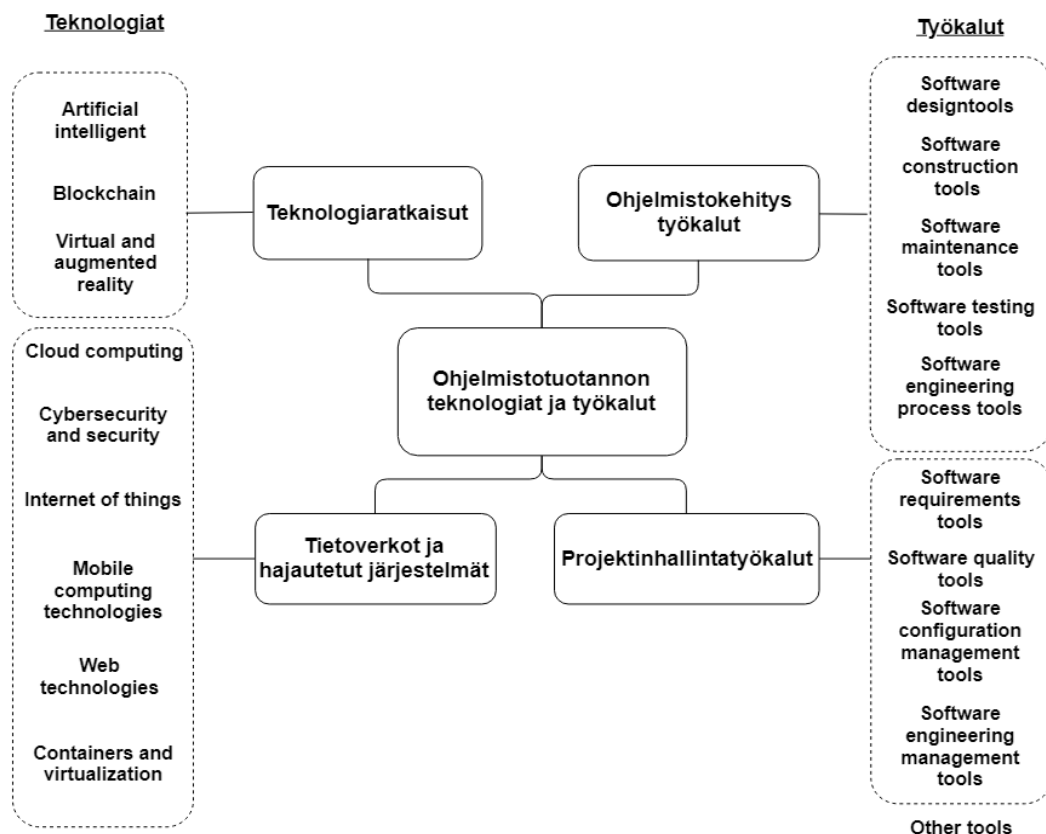 Teknologiat
Artificial
intelligent
Blockchain
Virtual and
augmented
reality
Cloud computing
Cybersecurity
and security
Internet of things
Mobile
computing
technologies
Web
technologies
Containers and
virtualization
Teknologiaratkaisut
Ohjelmistokehitys
työkalut
Ohjelmistotuotannon
teknologiat ja työkalut
Tietoverkot ja
hajautetut järjestelmät
Projektinhallintatyökalut
Työkalut
Software
designtools
Software
construction
tools
Software
maintenance
tools
Software testing
tools
Software
engineering
process tools
Software
requirements
tools
Software quality
tools
Software
configuration
management
tools
Software
engineering
management
tools
Other tools